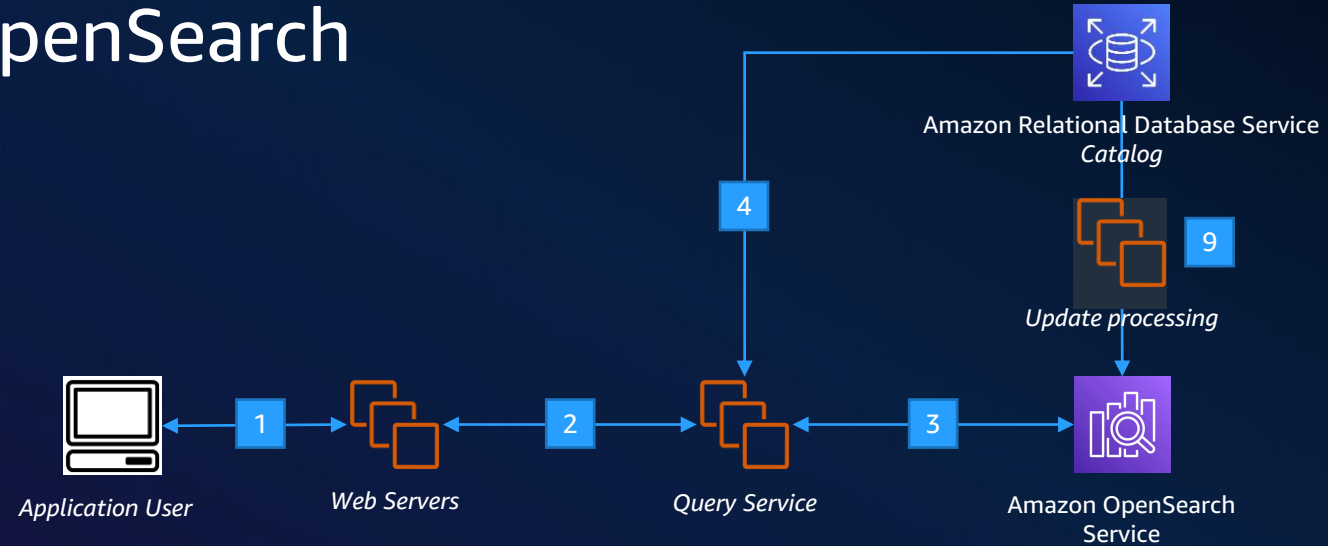 penSearch
Amazon Relational Database Service
Catalog
4
9
Update processing
1
2
3
Application User
Web Servers
Query Service
Amazon OpenSearch
Service